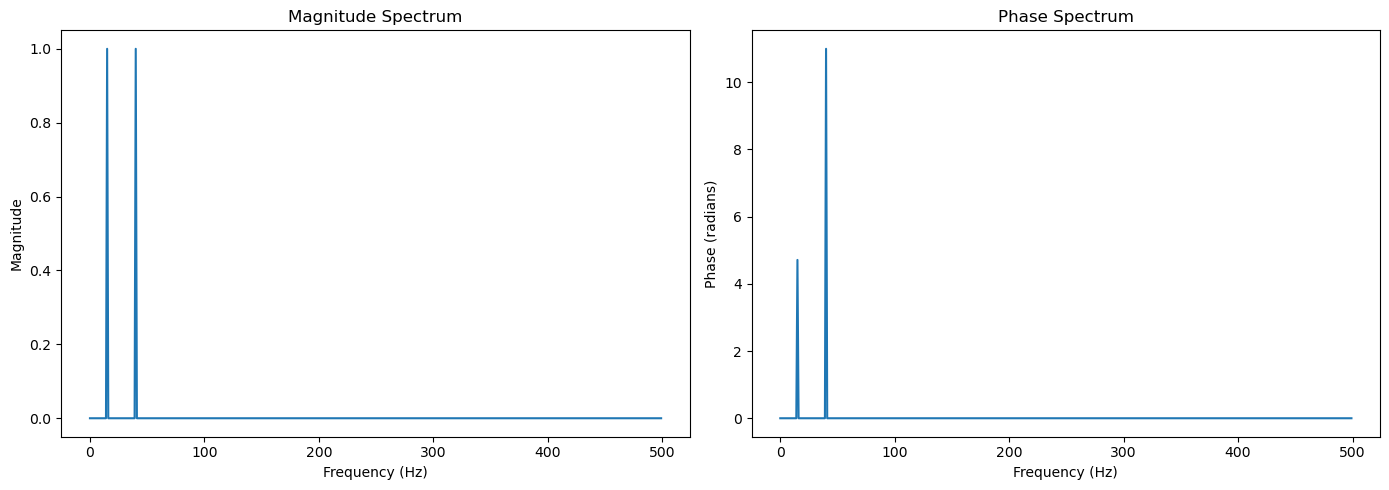 Magnitude Spectrum
Magnitude
1.0
0.8
0.6
0.4
0.2
0.0
0 100 200 300 400 500
Frequency (Hz)
Phase Spectrum
Phase (radians)
10
8
6
4
2
0
0 100 200 300 400 500
Frequency (Hz)